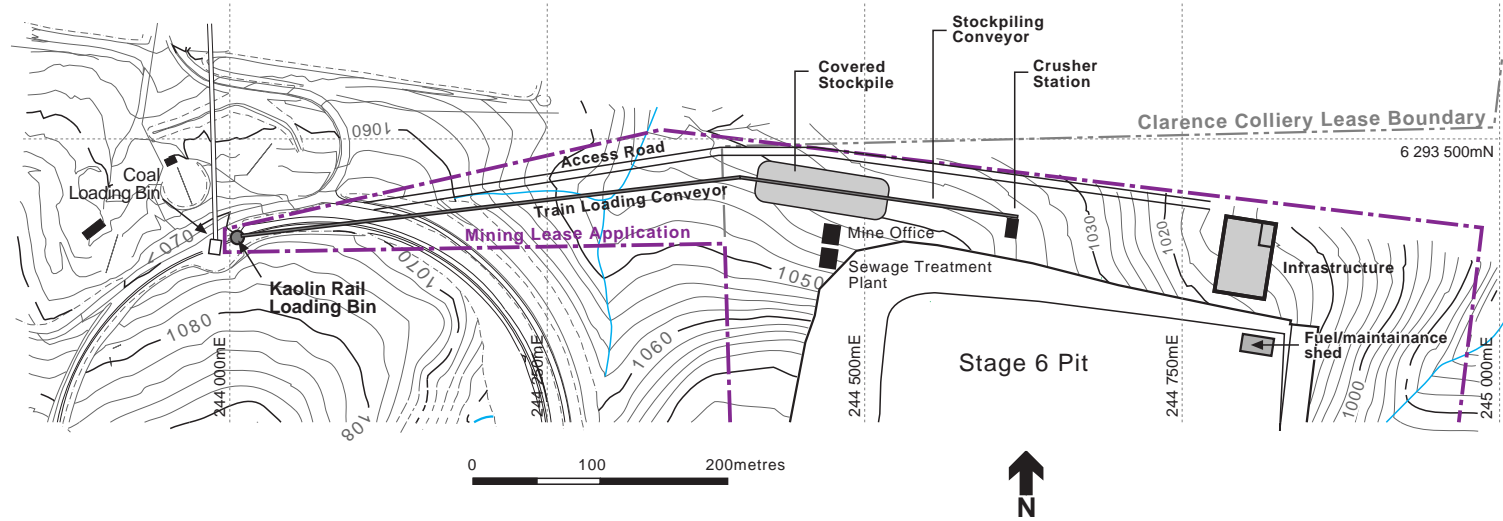 Stockpiling
Conveyor
Covered
Stockpile
Crusher
Station
Clarence Colliery Lease Boundary
6 293 500mN
1060
Access Road
Coal
Loading Bin
Train Loading Conveyor
Mining Lease Application
Mine Office
1070
1070
1030
1020
Sewage Treatment
Plant
1050
Infrastructure
Kaolin Rail
Loading Bin
1080
1060
Stage 6 Pit
Fuel/maintainance
shed
1000
108
244 000mE
244 250mE
244 500mE
244 750mE
245 000mE
0 100 200metres
N